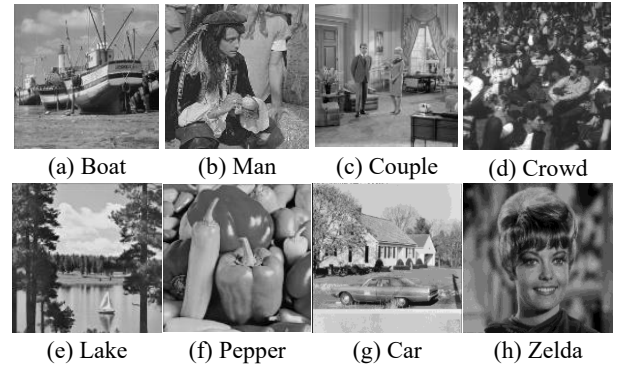 (a) Boat
(b) Man
(c) Couple
(d) Crowd
(e) Lake
(f) Pepper
(g) Car
(h) Zelda